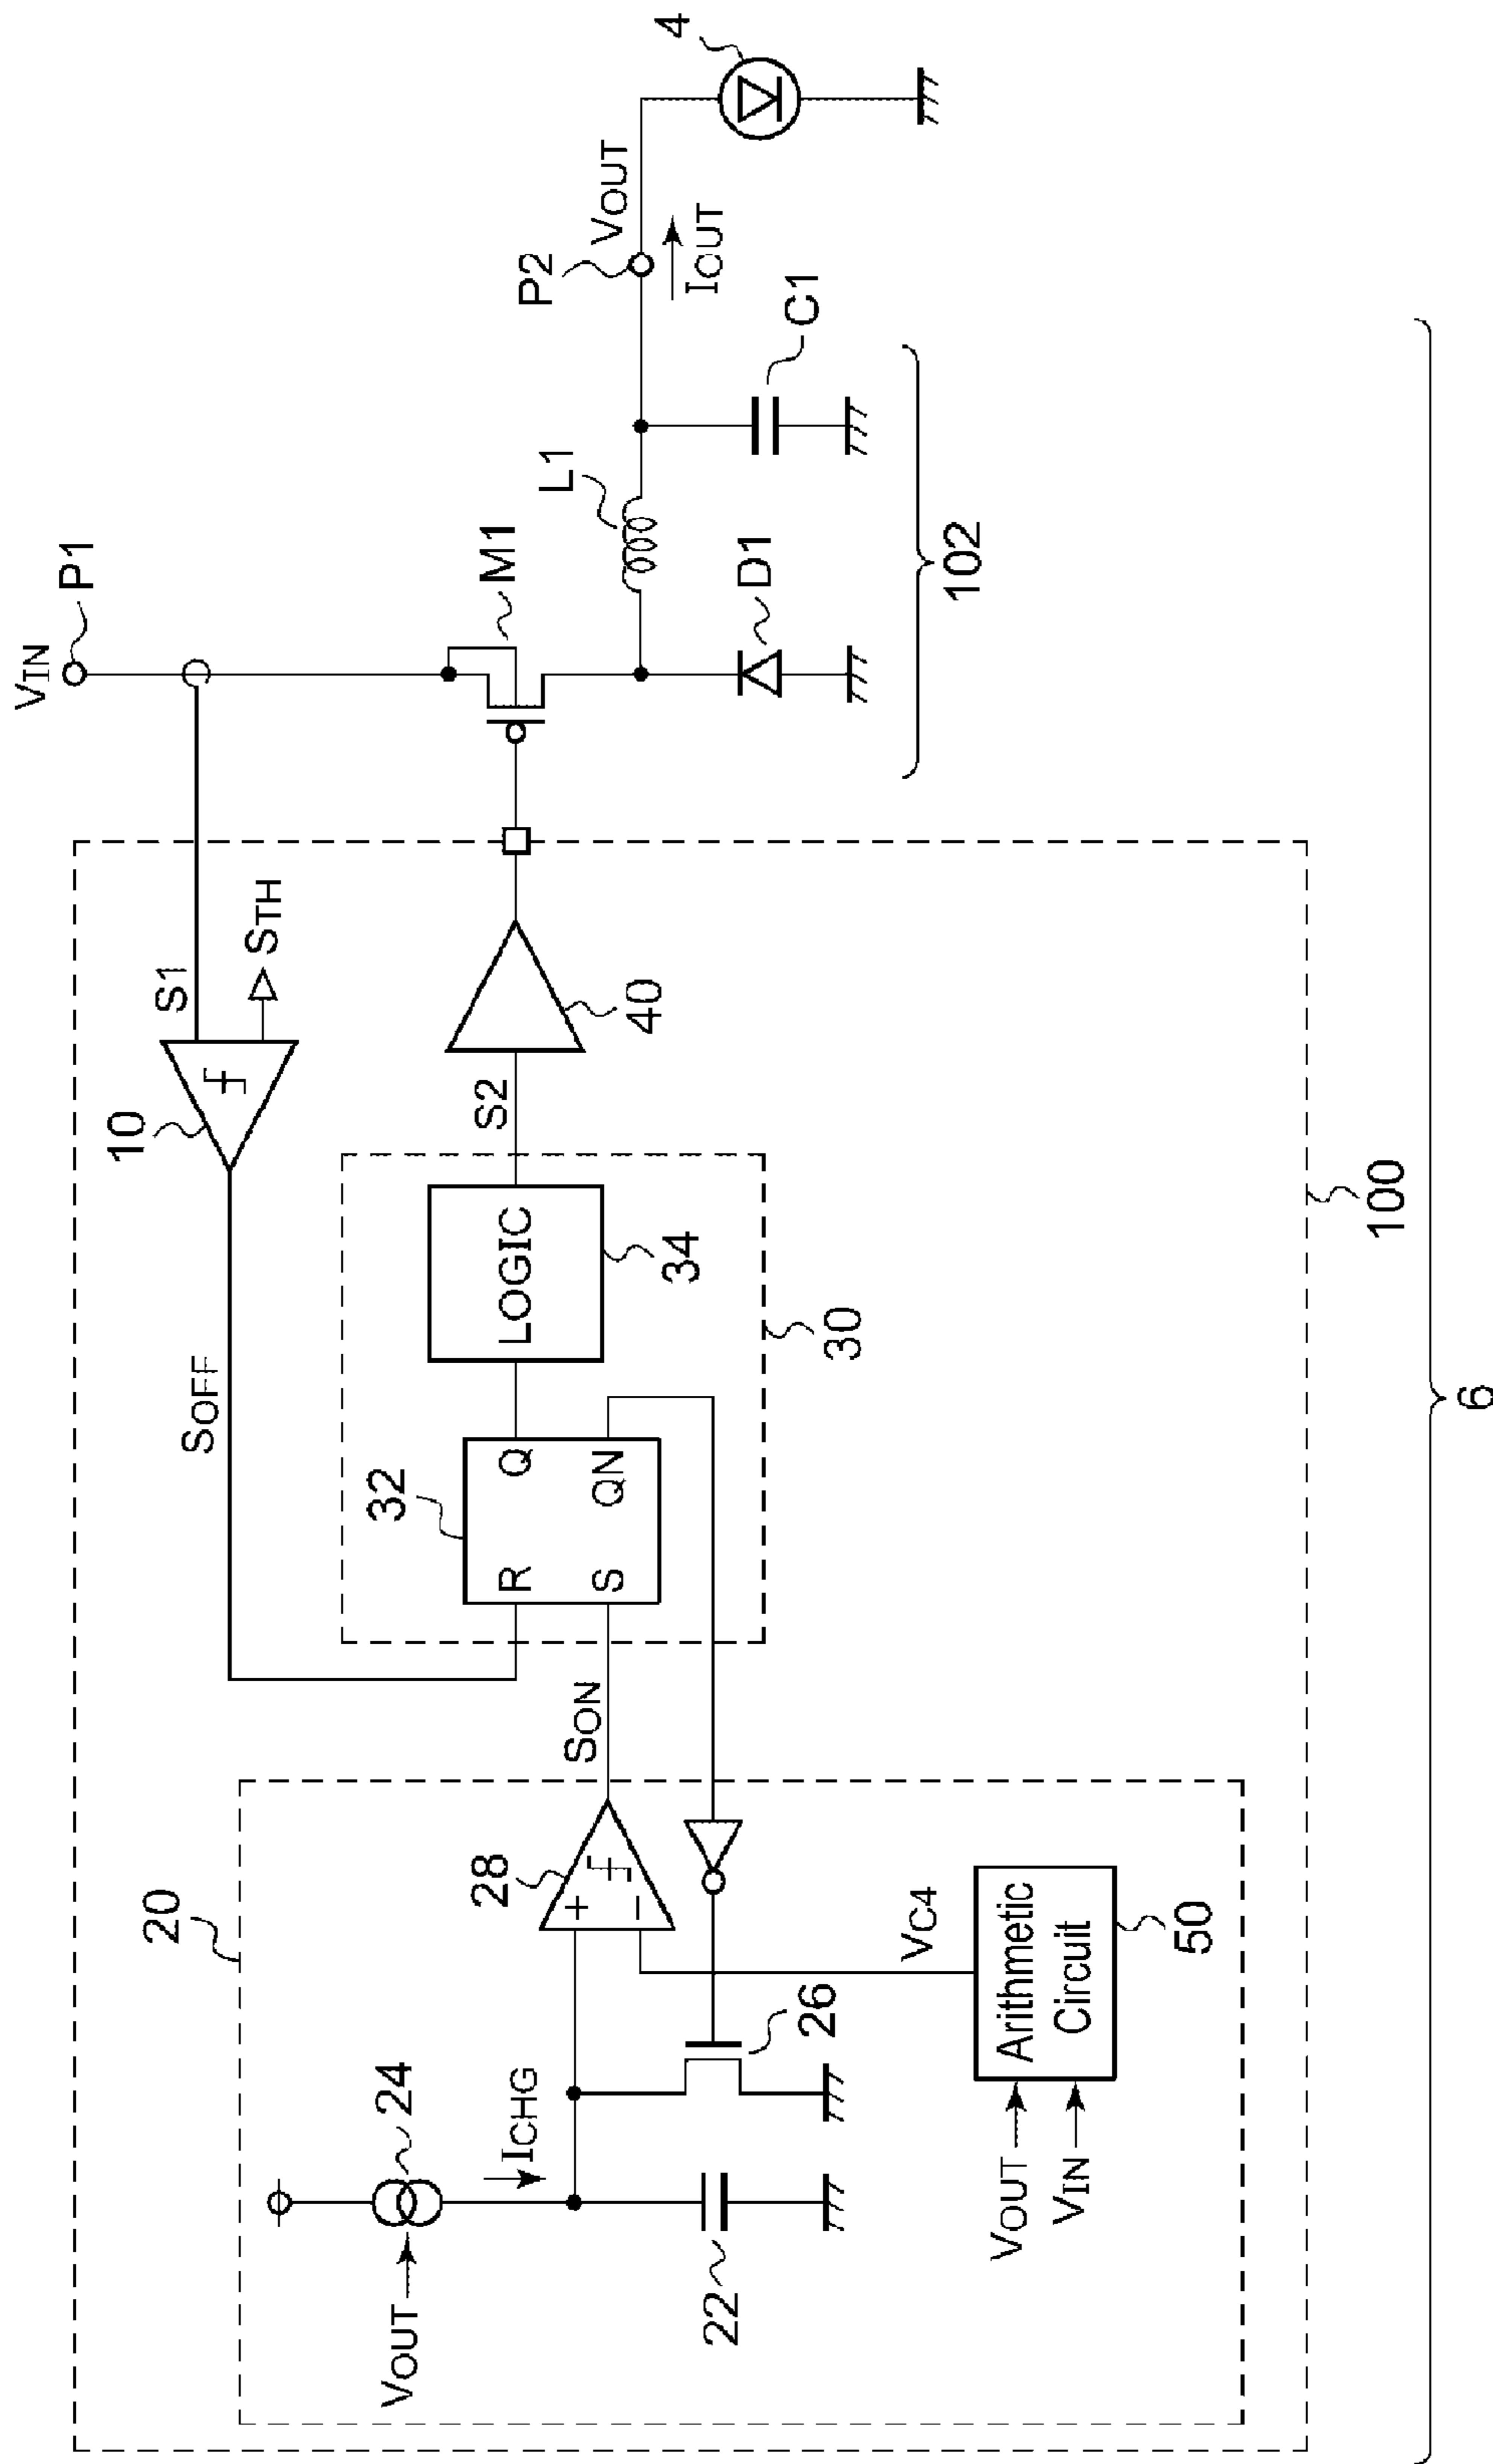 VIN
P1
S1
STH
10
SOFF
M1
L1
P2
VOUT
IOUT
4
C1
D1
102
40
S2
LOGIC
34
30
32
R
Q
S
QN
SON
20
28
+
−
24
VOUT
ICHG
22
26
VC4
Arithmetic
Circuit
50
VOUT
VIN
100
6